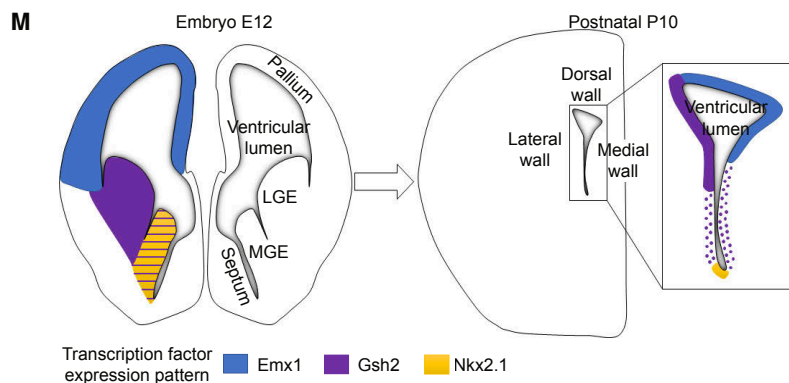 M
Embryo E12
Postnatal P10
Pallium
Ventricular
lumen
LGE
MGE
Septum
Dorsal
wall
Lateral
wall
Medial
wall
Ventricular
lumen
Transcription factor
expression pattern
Emx1
Gsh2
Nkx2.1